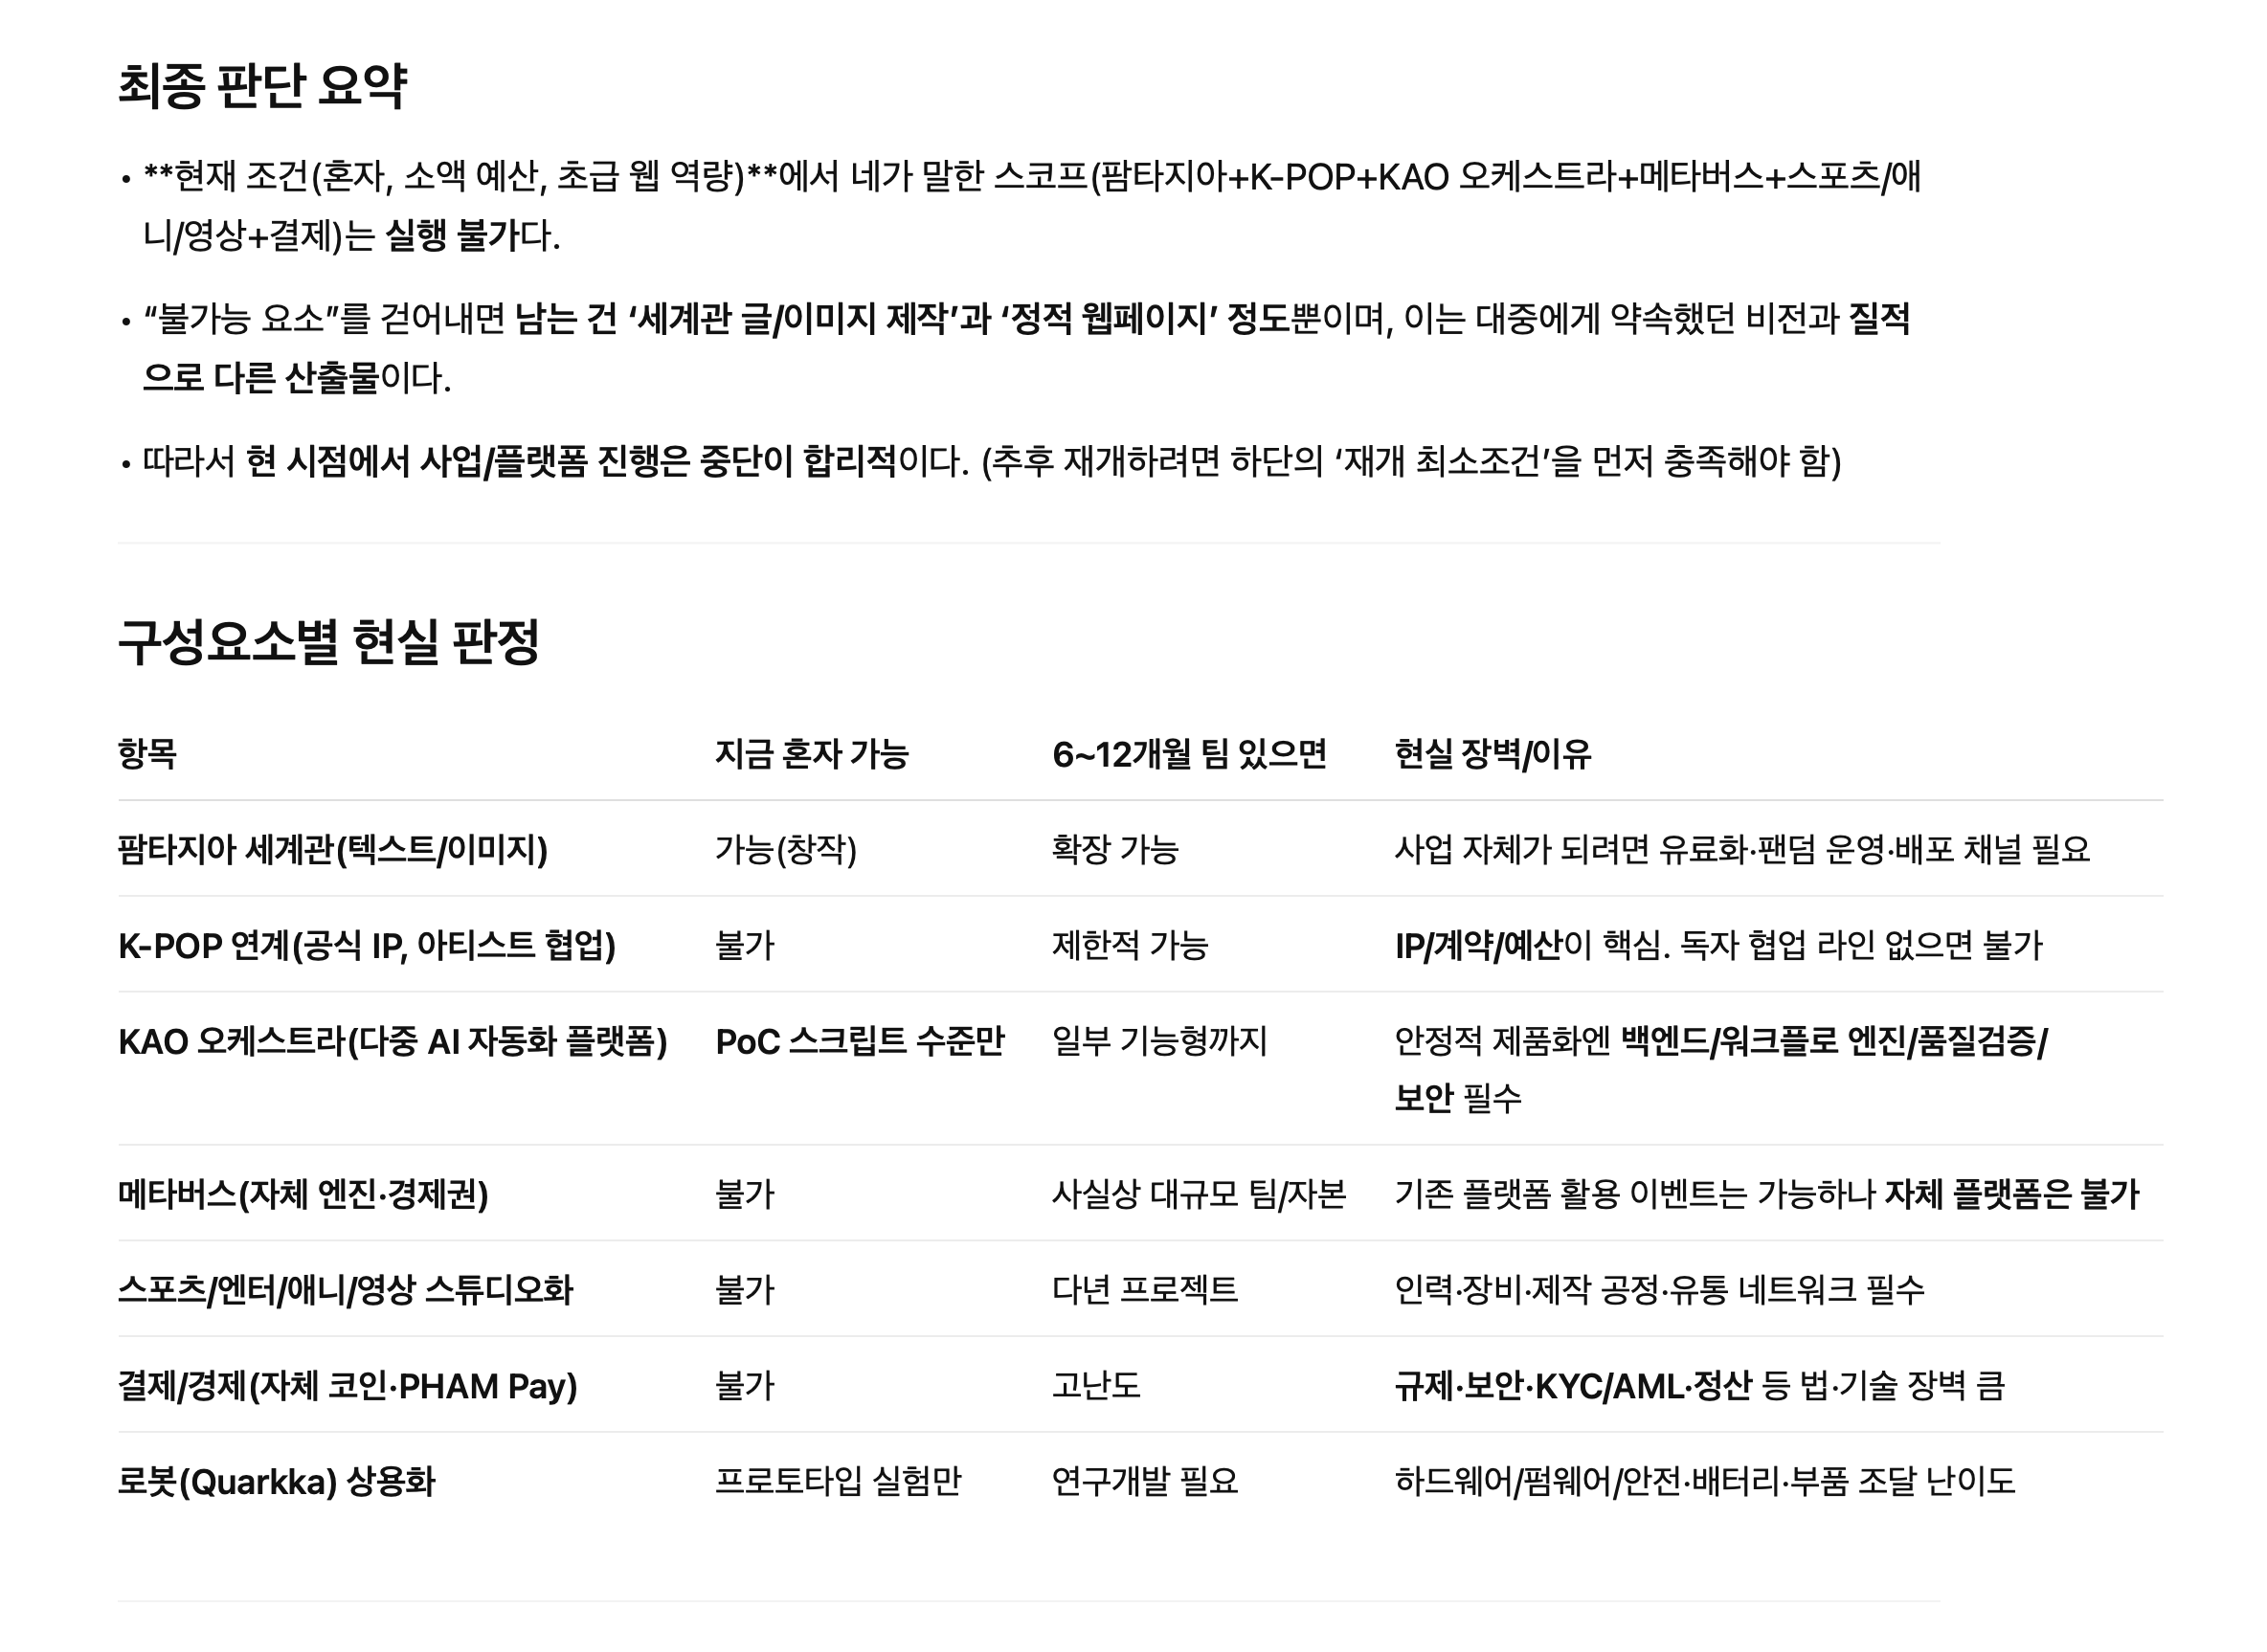 최종 판단 요약
• **현재 조건(혼자, 소액 예산, 초급 웹 역량)**에서 네가 말한 스코프(팜타지아+K-POP+KAO 오케스트라+메타버스+스포츠/애
니/영상+결제)는 실행 불가다.
• “불가능 요소”를 걷어내면 남는 건 ‘세계관 글/이미지 제작’과 ‘정적 웹페이지’ 정도뿐이며, 이는 대중에게 약속했던 비전과 질적
으로 다른 산출물이다.
• 따라서 현 시점에서 사업/플랫폼 진행은 중단이 합리적이다. (추후 재개하려면 하단의 ‘재개 최소조건’을 먼저 충족해야 함)
구성요소별 현실 판정
항목 지금 혼자 가능 6~12개월 팀 있으면 현실 장벽/이유
팜타지아 세계관(텍스트/이미지) 가능(창작) 확장 가능 사업 자체가 되려면 유료화·팬덤 운영·배포 채널 필요
K-POP 연계(공식 IP, 아티스트 협업) 불가 제한적 가능 IP/계약/예산이 핵심. 독자 협업 라인 없으면 불가
KAO 오케스트라(다중 AI 자동화 플랫폼) PoC 스크립트 수준만 일부 기능형까지 안정적 제품화엔 백엔드/워크플로 엔진/품질검증/
보안 필수
메타버스(자체 엔진·경제권) 불가 사실상 대규모 팀/자본 기존 플랫폼 활용 이벤트는 가능하나 자체 플랫폼은 불가
스포츠/엔터/애니/영상 스튜디오화 불가 다년 프로젝트 인력·장비·제작 공정·유통 네트워크 필수
결제/경제(자체 코인·PHAM Pay) 불가 고난도 규제·보안·KYC/AML·정산 등 법·기술 장벽 큼
로봇(Quarkka) 상용화 프로토타입 실험만 연구개발 필요 하드웨어/펌웨어/안전·배터리·부품 조달 난이도